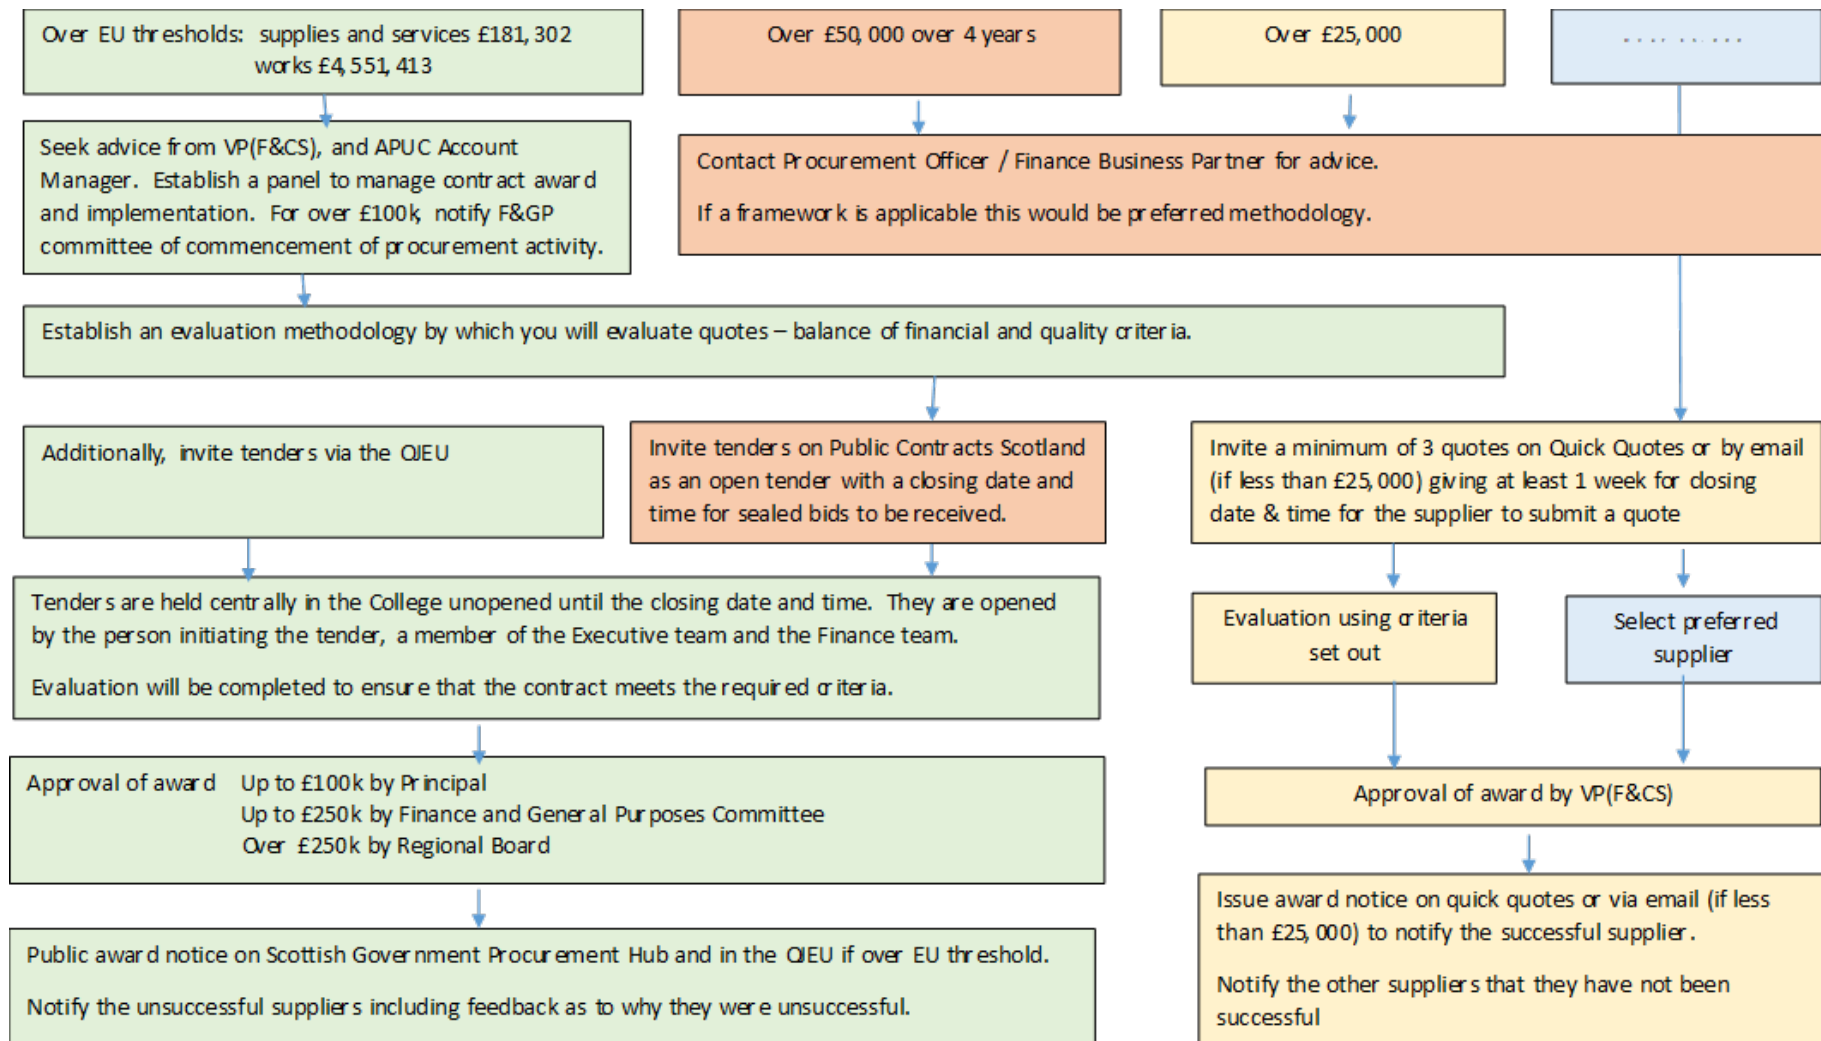 Over EU thresholds: supplies and services £181,302
works £4,551,413
Over £50,000 over 4 years
Over £25,000
Seek advice from VP(F&CS), and APUC Account
Manager. Establish a panel to manage contract award
and implementation. For over £100k, notify F&GP
committee of commencement of procurement activity.
Contact Procurement Officer / Finance Business Partner for advice.
If a framework is applicable this would be preferred methodology.
Establish an evaluation methodology by which you will evaluate quotes – balance of financial and quality criteria.
Additionally, invite tenders via the OJEU
Invite tenders on Public Contracts Scotland
as an open tender with a closing date and
time for sealed bids to be received.
Invite a minimum of 3 quotes on Quick Quotes or by email
(if less than £25,000) giving at least 1 week for closing
date & time for the supplier to submit a quote
Tenders are held centrally in the College unopened until the closing date and time. They are opened
by the person initiating the tender, a member of the Executive team and the Finance team.
Evaluation will be completed to ensure that the contract meets the required criteria.
Evaluation using criteria
set out
Select preferred
supplier
Approval of award Up to £100k by Principal
Up to £250k by Finance and General Purposes Committee
Over £250k by Regional Board
Approval of award by VP(F&CS)
Public award notice on Scottish Government Procurement Hub and in the OJEU if over EU threshold.
Notify the unsuccessful suppliers including feedback as to why they were unsuccessful.
Issue award notice on quick quotes or via email (if less
than £25,000) to notify the successful supplier.
Notify the other suppliers that they have not been
successful